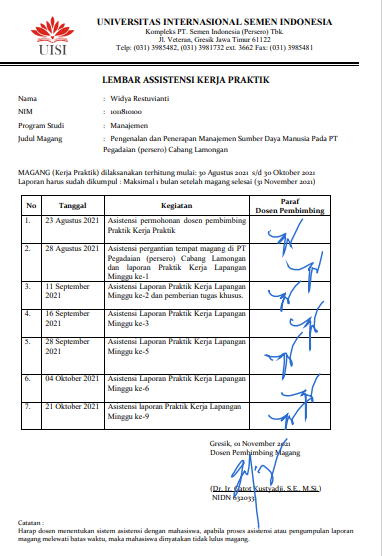 UISI
UNIVERSITAS INTERNASIONAL SEMEN INDONESIA
Kompleks PT. Semen Indonesia (Persero) Tbk.
Jl. Veteran, Gresik Jawa Timur 61122
Telp: (031) 3985482, (031) 3981732 ext. 3662 Fax: (031) 3985481
LEMBAR ASSISTENSI KERJA PRAKTIK
Nama : Widya Restuvianti
NIM : 1011810100
Program Studi : Manajemen
Judul Magang : Pengenalan dan Penerapan Manajemen Sumber Daya Manusia Pada PT
Pegadaian (persero) Cabang Lamongan
MAGANG (Kerja Praktik) dilaksanakan terhitung mulai: 30 Agustus 2021 s/d 30 Oktober 2021
Laporan harus sudah dikumpul : Maksimal 1 bulan setelah magang selesai (31 November 2021)
No Tanggal Kegiatan Paraf
Dosen Pembimbing
1. 23 Agustus 2021 Asistensi permohonan dosen pembimbing
Praktik Kerja Praktik
2. 28 Agustus 2021 Asistensi pergantian tempat magang di PT
Pegadaian (persero) Cabang Lamongan
dan laporan Praktik Kerja Lapangan
Minggu ke-1
3. 11 September Asistensi Laporan Praktik Kerja Lapangan
2021 Minggu ke-2 dan pemberian tugas khusus.
4. 16 September Asistensi Laporan Praktik Kerja Lapangan
2021 Minggu ke-3
5. 28 September Asistensi Laporan Praktik Kerja Lapangan
2021 Minggu ke-5
6. 04 Oktober 2021 Asistensi Laporan Praktik Kerja Lapangan
Minggu ke-6
7. 21 Oktober 2021 Asistensi laporan Praktik Kerja Lapangan
Minggu ke-9
Gresik, 01 November 2021
Dosen Pembimbing Magang
(Dr. Ir. Gatot Kustyadji, S.E., M.Si.)
NIDN 632033
Catatan :
Harap dosen menentukan sistem asistensi dengan mahasiswa, apabila proses asistensi atau pengumpulan laporan
magang melewati batas waktu, maka mahasiswa dinyatakan tidak lulus magang.